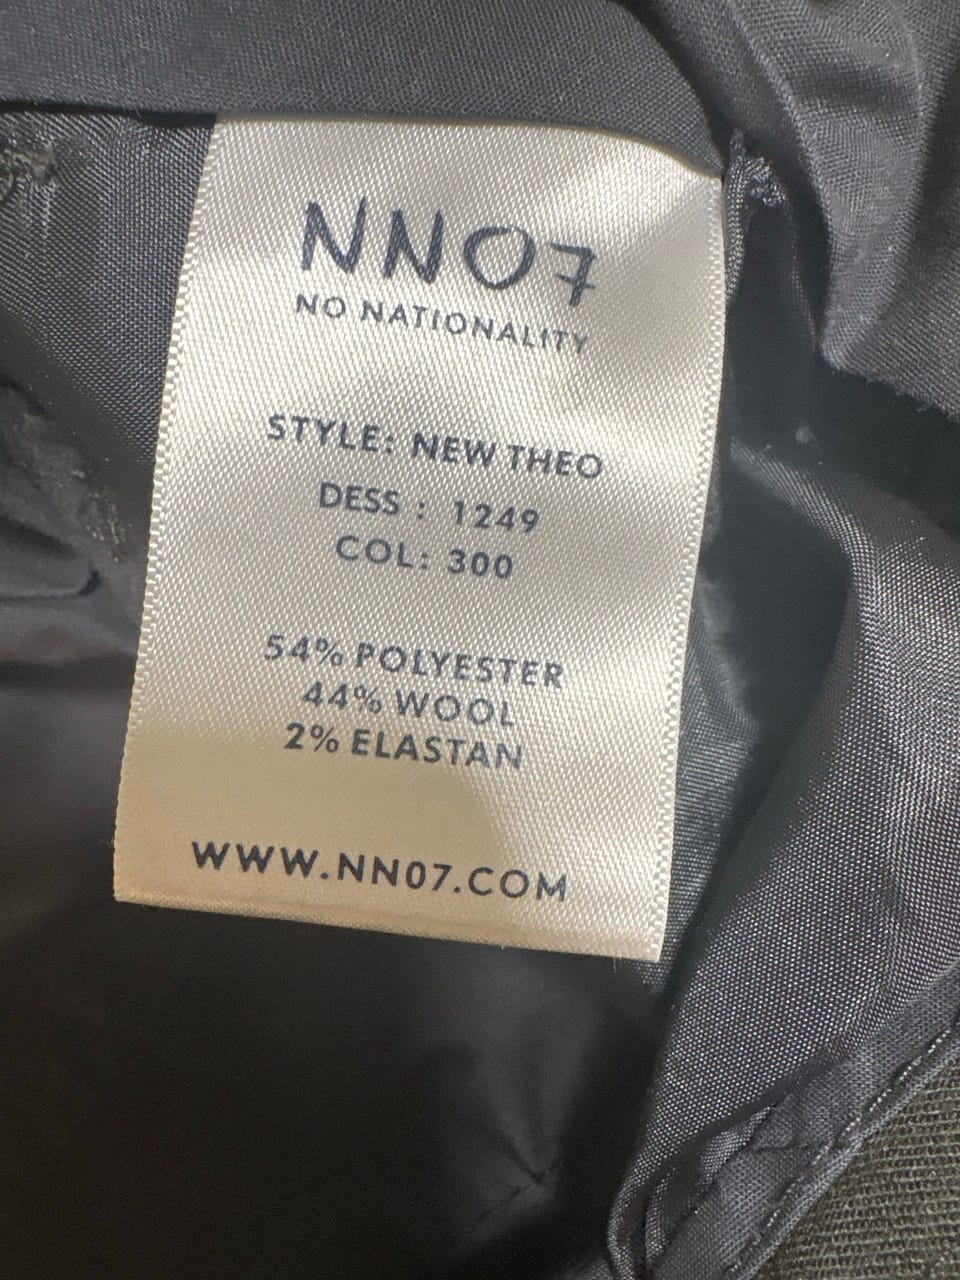 NN07
NO NATIONALITY
STYLE: NEW THEO
DESS : 1249
COL: 300
54% POLYESTER
44% WOOL
2% ELASTAN
WWW.NN07.COM